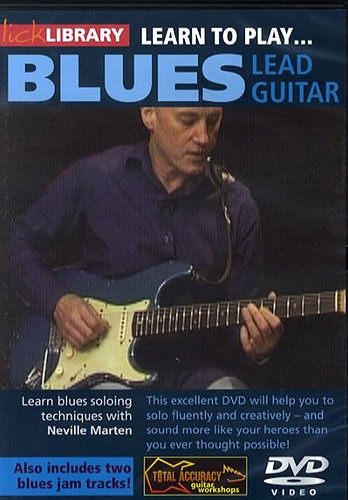 lick LIBRARY
LEARN TO PLAY...
BLUES
LEAD
GUITAR
Learn blues soloing
techniques with
Neville Marten
This excellent DVD will help you to
solo fluently and creatively – and
sound more like your heroes than
you ever thought possible!
Also includes two
blues jam tracks!
TOTAL ACCURACY
guitar
workshops
DVD
VIDEO